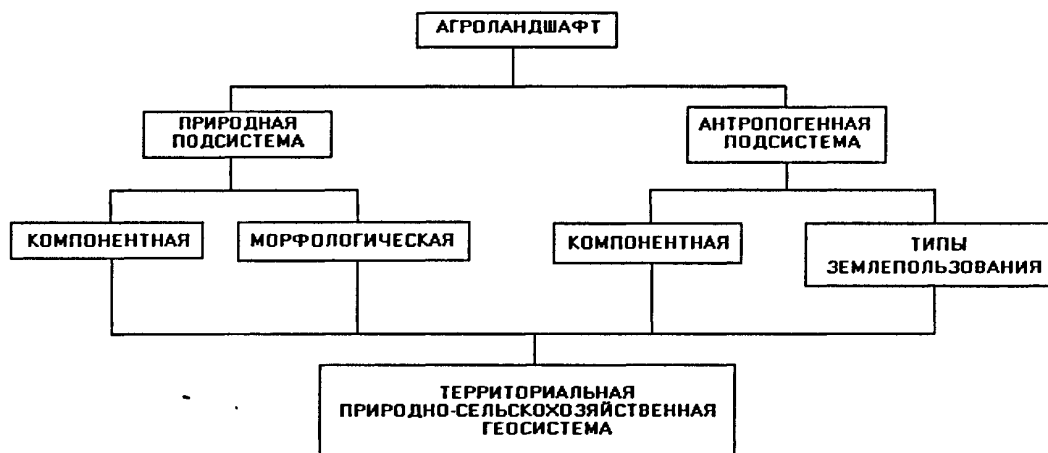 АГРОЛАНДШАФТ
ПРИРОДНАЯ
ПОДСИСТЕМА
АНТРОПОГЕННАЯ
ПОДСИСТЕМА
КОМПОНЕНТНАЯ
МОРФОЛОГИЧЕСКАЯ
КОМПОНЕНТНАЯ
ТИПЫ
ЗЕМЛЕПОЛЬЗОВАНИЯ
ТЕРРИТОРИАЛЬНАЯ
ПРИРОДНО-СЕЛЬСКОХОЗЯЙСТВЕННАЯ
ГЕОСИСТЕМА